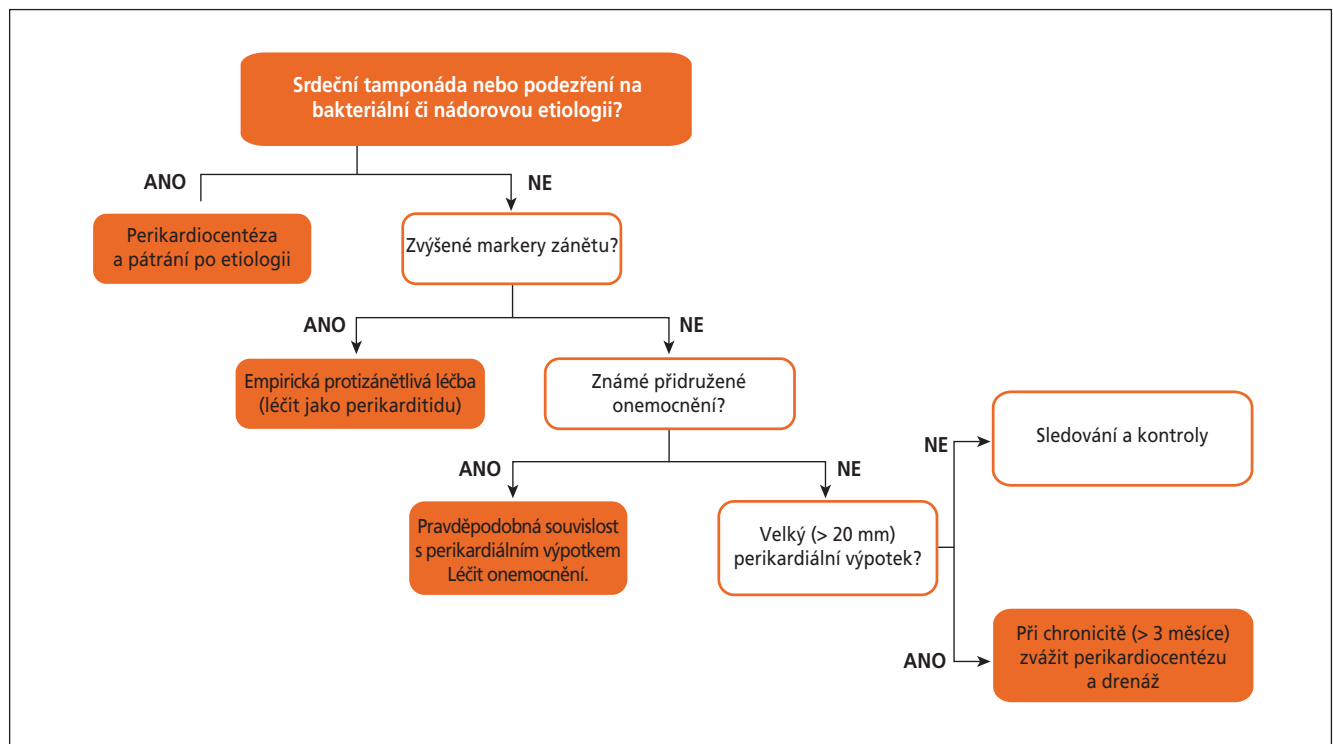 Srdeční tamponáda nebo podezření na
bakteriální či nádorovou etiologii?
ANO
NE
Perikardiocentéza
a pátrání po etiologii
Zvýšené markery zánětu?
ANO
NE
Empirická protizánětlivá léčba
(léčit jako perikarditidu)
Známé přidružené
onemocnění?
ANO
NE
Pravděpodobná souvislost
s perikardiálním výpotkem
Léčit onemocnění.
Velký (> 20 mm)
perikardiální výpotek?
NE
Sledování a kontroly
ANO
Při chronicitě (> 3 měsíce)
zvážit perikardiocentézu
a drenáž